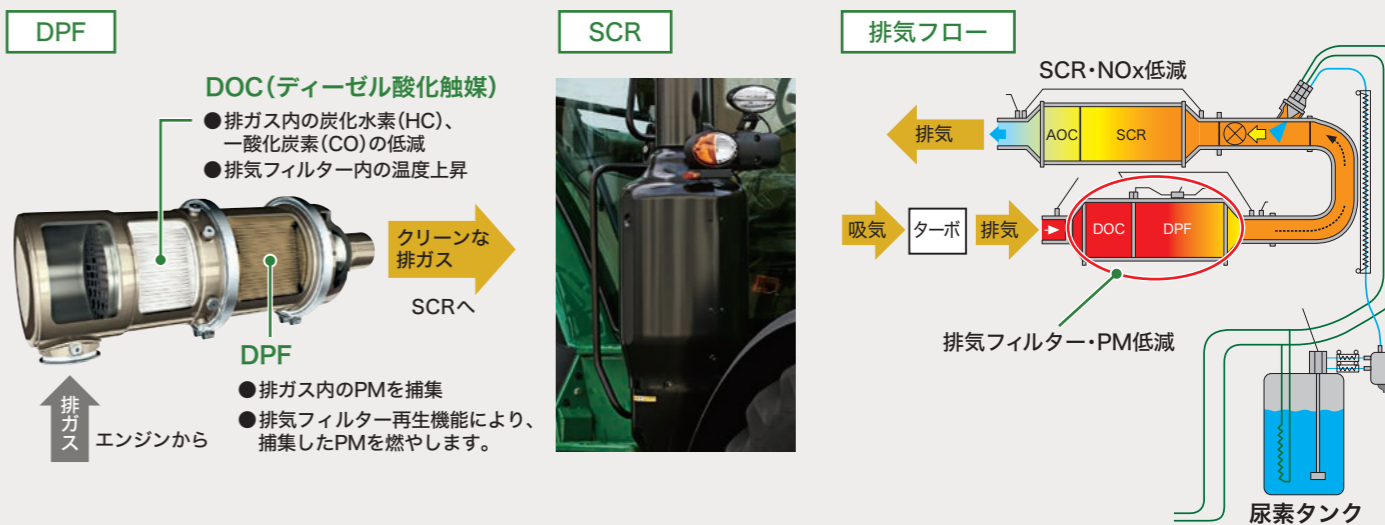 DPF
DOC(ディーゼル酸化触媒)
●排ガス内の炭化水素(HC)、
一酸化炭素(CO)の低減
●排気フィルター内の温度上昇
クリーンな
排ガス
SCRへ
DPF
●排ガス内のPMを捕集
●排気フィルター再生機能により、
捕集したPMを燃やします。
排ガス
エンジンから
SCR
排気フロー
SCR・NOx低減
排気
AOC
SCR
吸気
ターボ
排気
DOC
DPF
排気フィルター・PM低減
尿素タンク